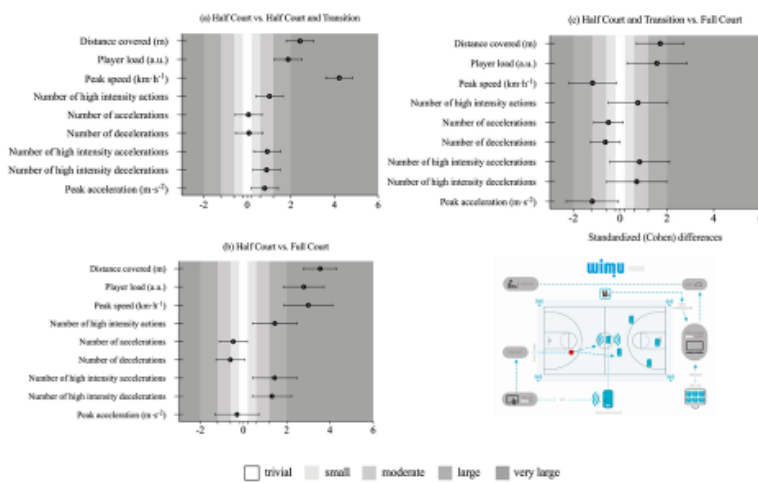 (a) Half Court vs. Half Court and Transition
Distance covered (m)
Player load (a.u.)
Peak speed (km·h⁻¹)
Number of high intensity actions
Number of accelerations
Number of decelerations
Number of high intensity accelerations
Number of high intensity decelerations
Peak acceleration (m·s⁻²)
-2 0 2 4 6
(b) Half Court vs. Full Court
Distance covered (m)
Player load (a.u.)
Peak speed (km·h⁻¹)
Number of high intensity actions
Number of accelerations
Number of decelerations
Number of high intensity accelerations
Number of high intensity decelerations
Peak acceleration (m·s⁻²)
-2 0 2 4 6
(c) Half Court and Transition vs. Full Court
Distance covered (m)
Player load (a.u.)
Peak speed (km·h⁻¹)
Number of high intensity actions
Number of accelerations
Number of decelerations
Number of high intensity accelerations
Number of high intensity decelerations
Peak acceleration (m·s⁻²)
-2 0 2 4
Standardized (Cohen) differences
wimu
trivial small moderate large very large